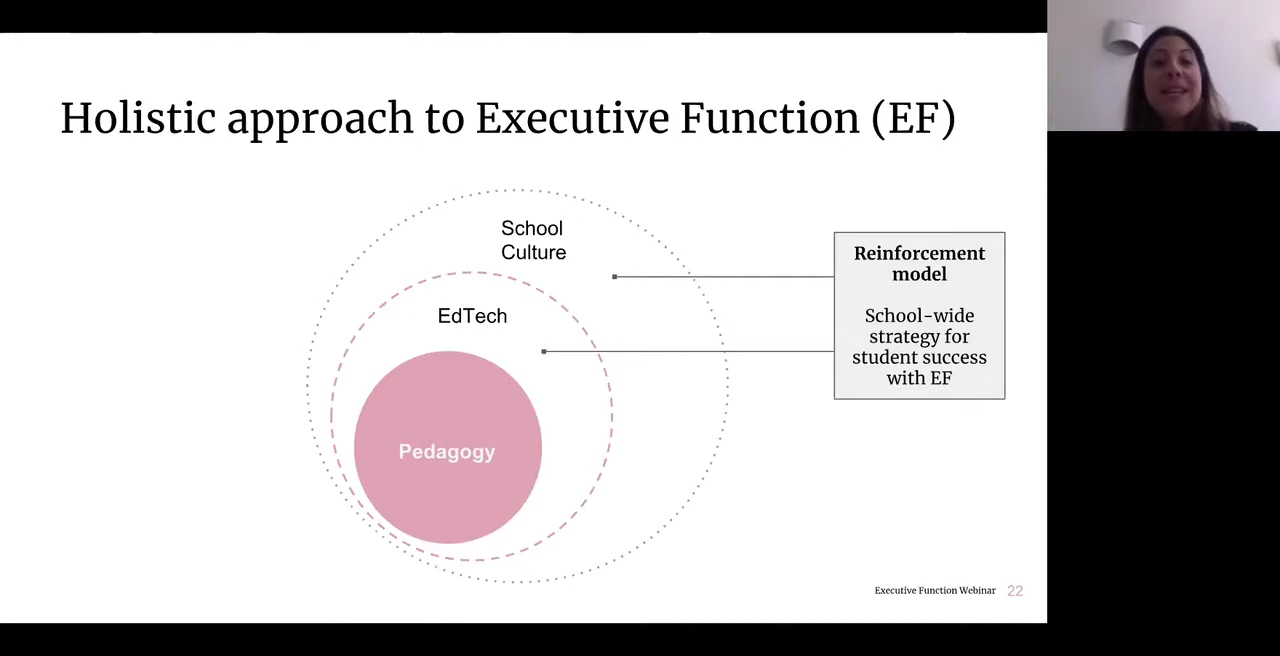 Holistic approach to Executive Function (EF)
School
Culture
EdTech
Pedagogy
Reinforcement
model
School-wide
strategy for
student success
with EF
Executive Function Webinar 22